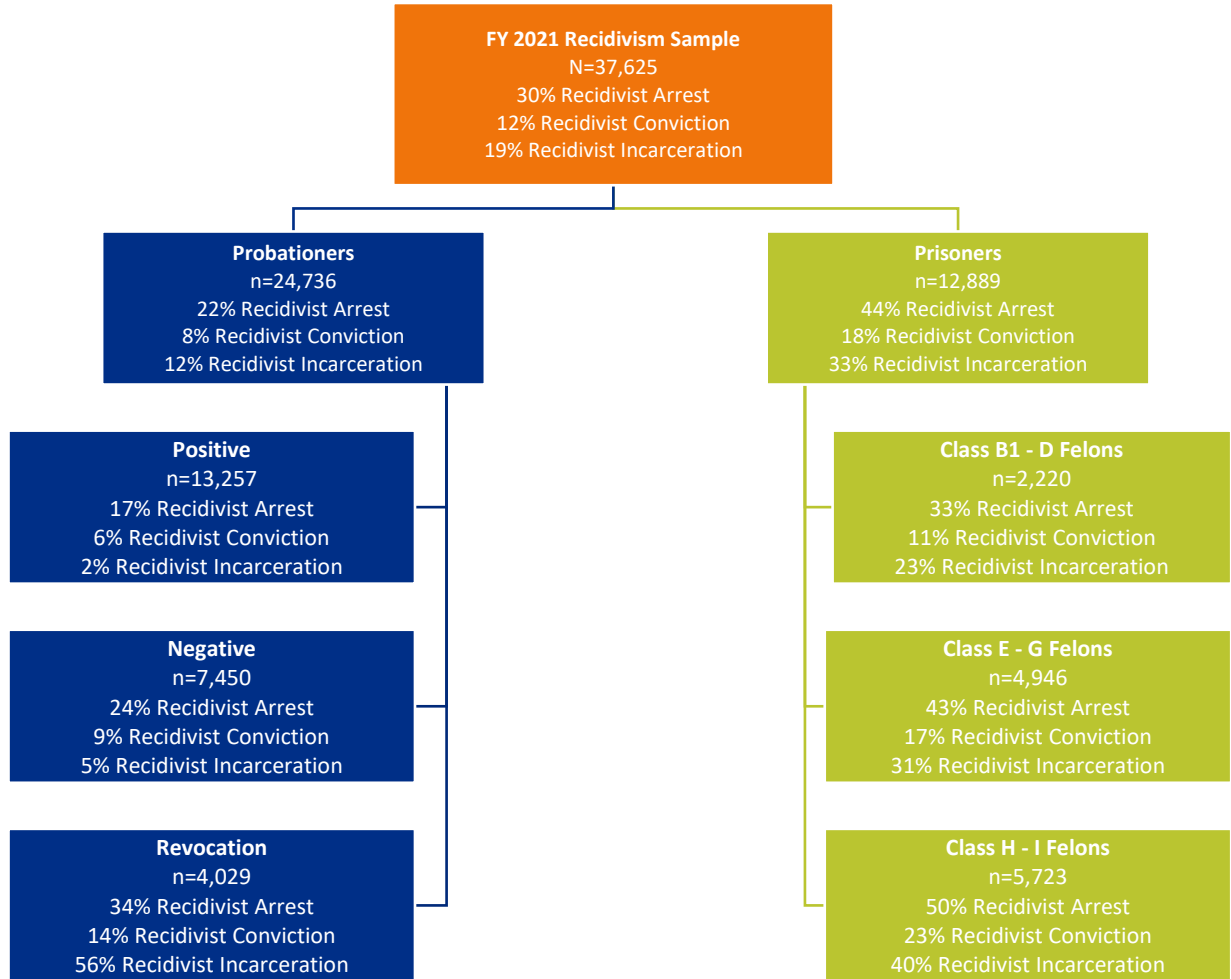 FY 2021 Recidivism Sample
N=37,625
30% Recidivist Arrest
12% Recidivist Conviction
19% Recidivist Incarceration
Probationers
n=24,736
22% Recidivist Arrest
8% Recidivist Conviction
12% Recidivist Incarceration
Prisoners
n=12,889
44% Recidivist Arrest
18% Recidivist Conviction
33% Recidivist Incarceration
Positive
n=13,257
17% Recidivist Arrest
6% Recidivist Conviction
2% Recidivist Incarceration
Class B1 - D Felons
n=2,220
33% Recidivist Arrest
11% Recidivist Conviction
23% Recidivist Incarceration
Negative
n=7,450
24% Recidivist Arrest
9% Recidivist Conviction
5% Recidivist Incarceration
Class E - G Felons
n=4,946
43% Recidivist Arrest
17% Recidivist Conviction
31% Recidivist Incarceration
Revocation
n=4,029
34% Recidivist Arrest
14% Recidivist Conviction
56% Recidivist Incarceration
Class H - I Felons
n=5,723
50% Recidivist Arrest
23% Recidivist Conviction
40% Recidivist Incarceration